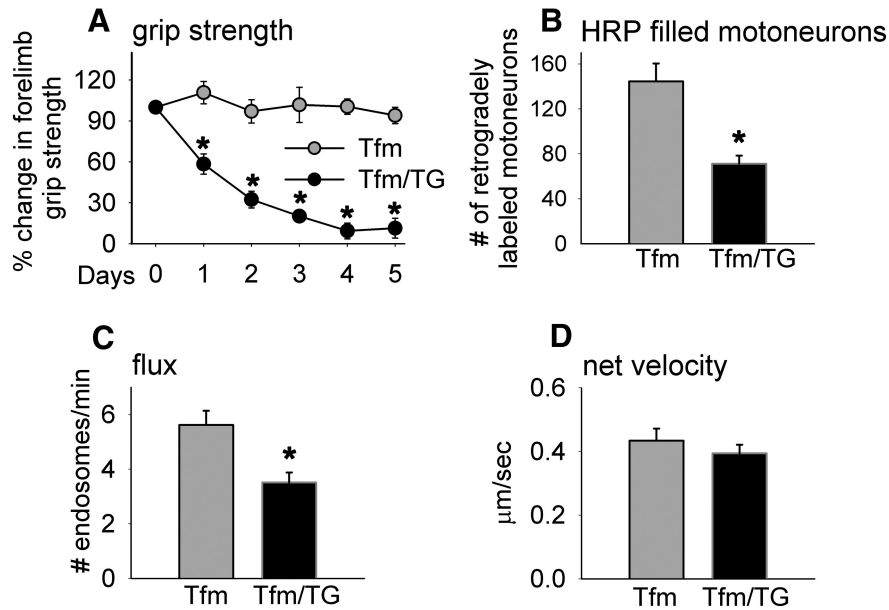 A
grip strength
% change in forelimb
grip strength
120
90
60
30
0
*
*
*
*
*
Tfm
Tfm/TG
Days 0 1 2 3 4 5
B
HRP filled motoneurons
# of retrogradely
labeled motoneurons
160
120
80
40
0
*
Tfm Tfm/TG
C
flux
# endosomes/min
6
4
2
0
*
Tfm Tfm/TG
D
net velocity
μm/sec
0.6
0.4
0.2
0.0
Tfm Tfm/TG